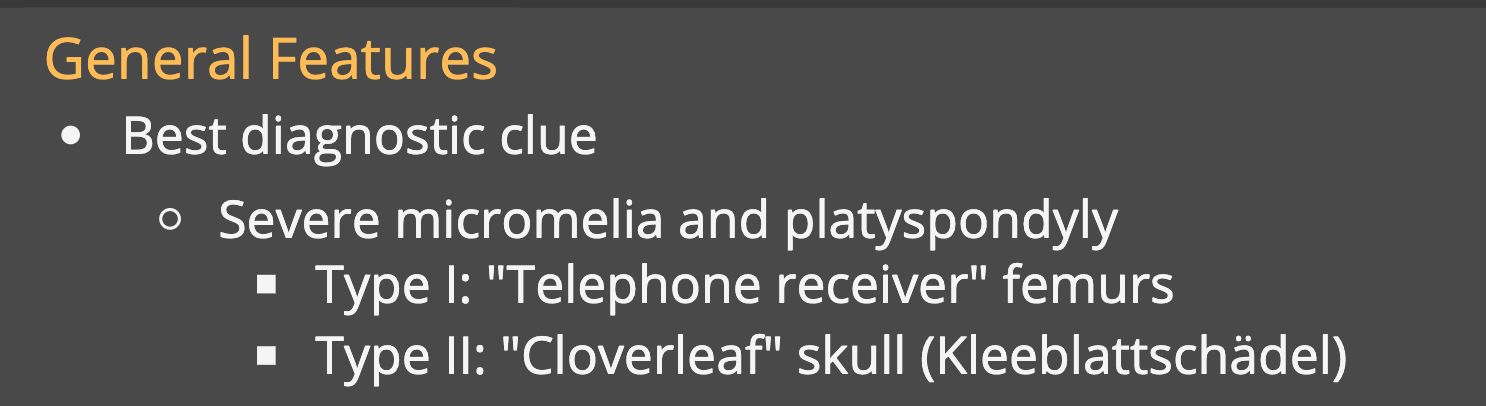 General Features
• Best diagnostic clue
○ Severe micromelia and platyspondyly
▪ Type I: "Telephone receiver" femurs
▪ Type II: "Cloverleaf" skull (Kleeblattschädel)